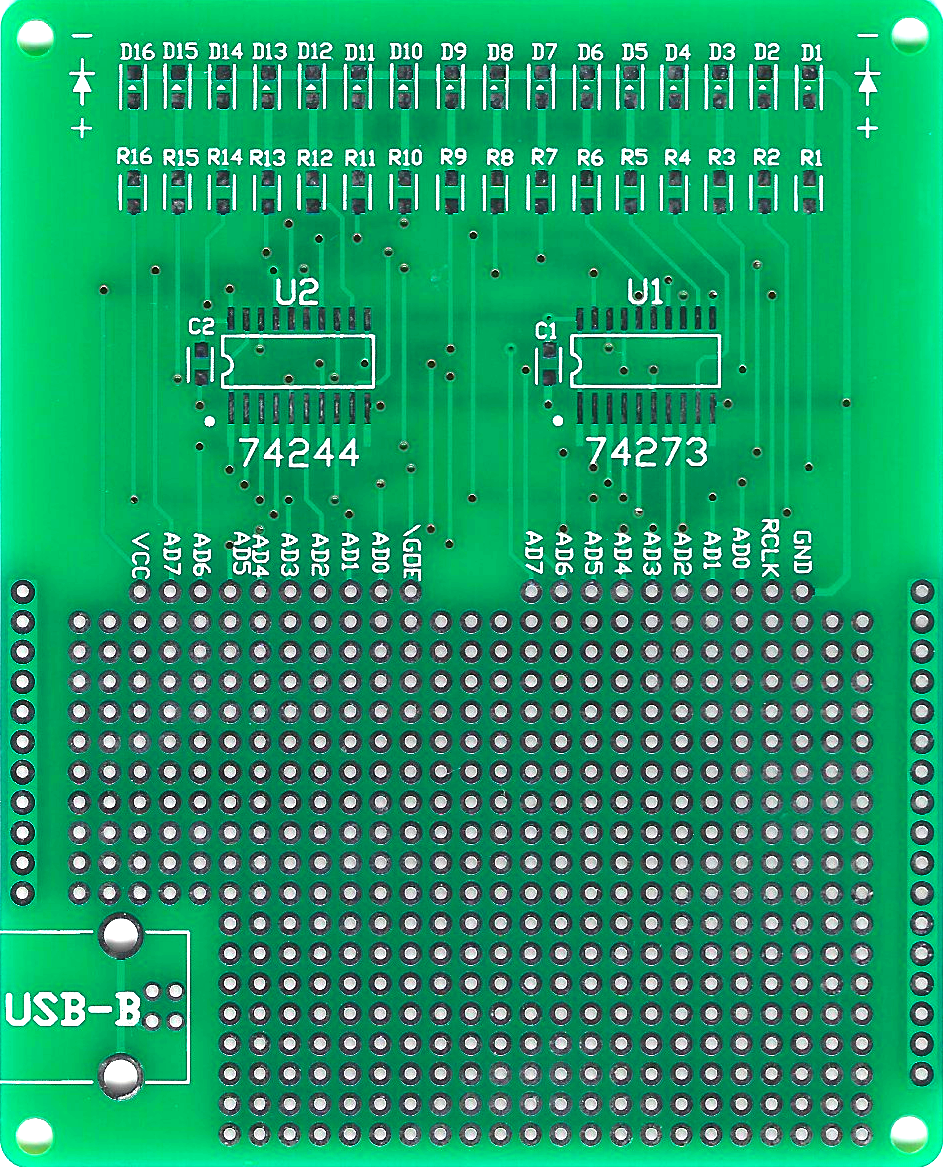 − −
D16 D15 D14 D13 D12 D11 D10 D9 D8 D7 D6 D5 D4 D3 D2 D1
+ +
R16 R15 R14 R13 R12 R11 R10 R9 R8 R7 R6 R5 R4 R3 R2 R1
U2 U1
C2 C1
74244 74273
VCC AD7 AD6 AD5 AD4 AD3 AD2 AD1 AD0 \GOE AD7 AD6 AD5 AD4 AD3 AD2 AD1 AD0 RCLK GND
USB-B